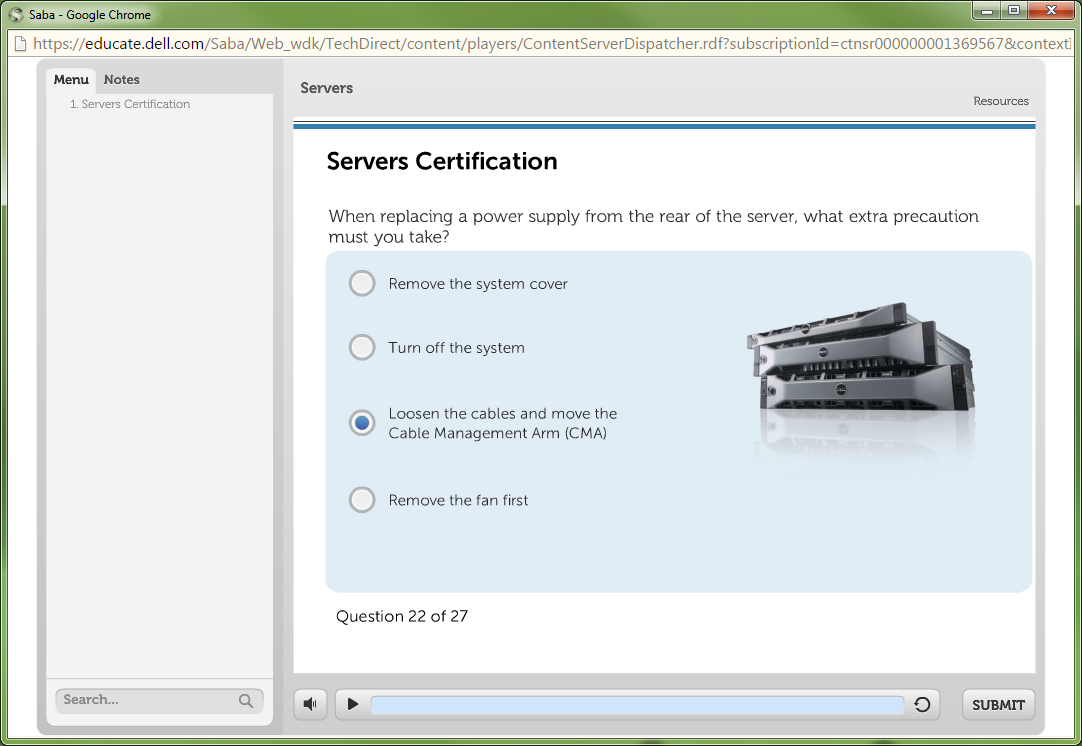 Saba - Google Chrome
https://educate.dell.com/Saba/Web_wdk/TechDirect/content/players/ContentServerDispatcher.rdf?subscriptionId=ctnsr000000001369567&context
Menu
Notes
1. Servers Certification
Servers
Resources
Servers Certification
When replacing a power supply from the rear of the server, what extra precaution
must you take?
Remove the system cover
Turn off the system
Loosen the cables and move the
Cable Management Arm (CMA)
Remove the fan first
Question 22 of 27
Search...
SUBMIT